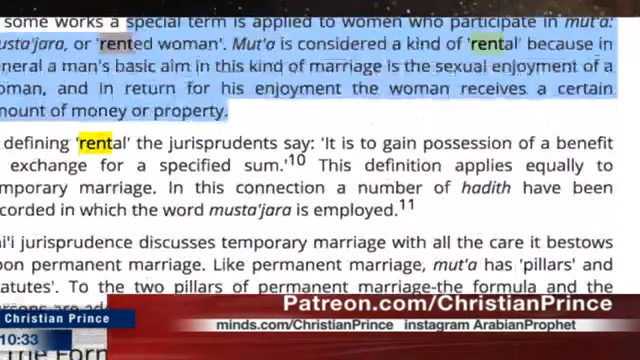 some works a special term is applied to women who participate in mut'a:
usta'jara, or 'rented woman'. Mut'a is considered a kind of 'rental' because in
eneral a man's basic aim in this kind of marriage is the sexual enjoyment of a
oman, and in return for his enjoyment the woman receives a certain
mount of money or property.
defining 'rental' the jurisprudents say: 'It is to gain possession of a benefit
exchange for a specified sum.'10 This definition applies equally to
mporary marriage. In this connection a number of hadith have been
corded in which the word musta'jara is employed.11
i'i jurisprudence discusses temporary marriage with all the care it bestows
pon permanent marriage. Like permanent marriage, mut'a has 'pillars' and
tatutes'. To the two pillars of permanent marriage-the formula and the
Patreon.com/ChristianPrince
Christian Prince
minds.com/ChristianPrince instagram ArabianProphet
10:33